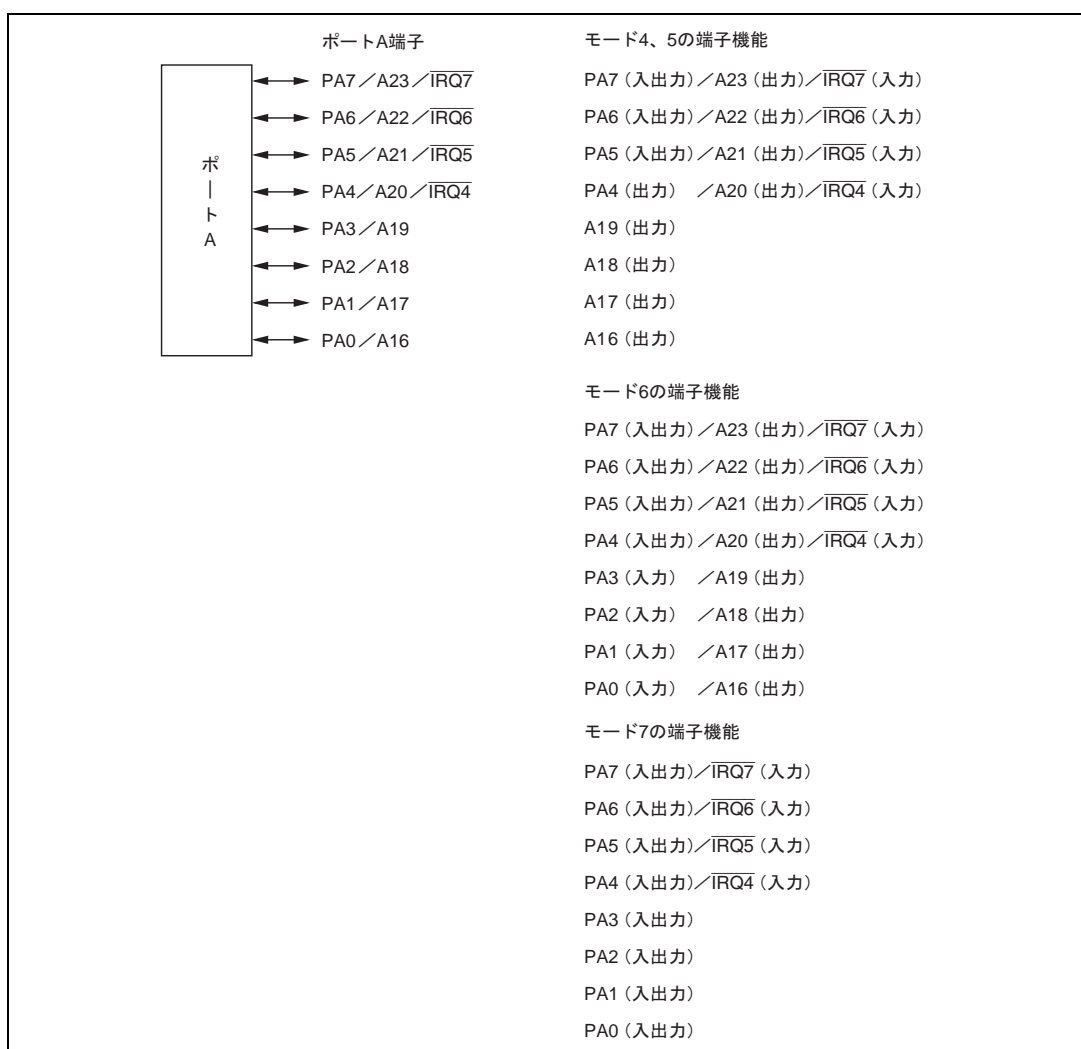 ポートA端子
ポートA
PA7／A23／IRQ7
PA6／A22／IRQ6
PA5／A21／IRQ5
PA4／A20／IRQ4
PA3／A19
PA2／A18
PA1／A17
PA0／A16
モード4、5の端子機能
PA7（入出力）／A23（出力）／IRQ7（入力）
PA6（入出力）／A22（出力）／IRQ6（入力）
PA5（入出力）／A21（出力）／IRQ5（入力）
PA4（出力）　／A20（出力）／IRQ4（入力）
A19（出力）
A18（出力）
A17（出力）
A16（出力）
モード6の端子機能
PA7（入出力）／A23（出力）／IRQ7（入力）
PA6（入出力）／A22（出力）／IRQ6（入力）
PA5（入出力）／A21（出力）／IRQ5（入力）
PA4（入出力）／A20（出力）／IRQ4（入力）
PA3（入力）　／A19（出力）
PA2（入力）　／A18（出力）
PA1（入力）　／A17（出力）
PA0（入力）　／A16（出力）
モード7の端子機能
PA7（入出力）／IRQ7（入力）
PA6（入出力）／IRQ6（入力）
PA5（入出力）／IRQ5（入力）
PA4（入出力）／IRQ4（入力）
PA3（入出力）
PA2（入出力）
PA1（入出力）
PA0（入出力）